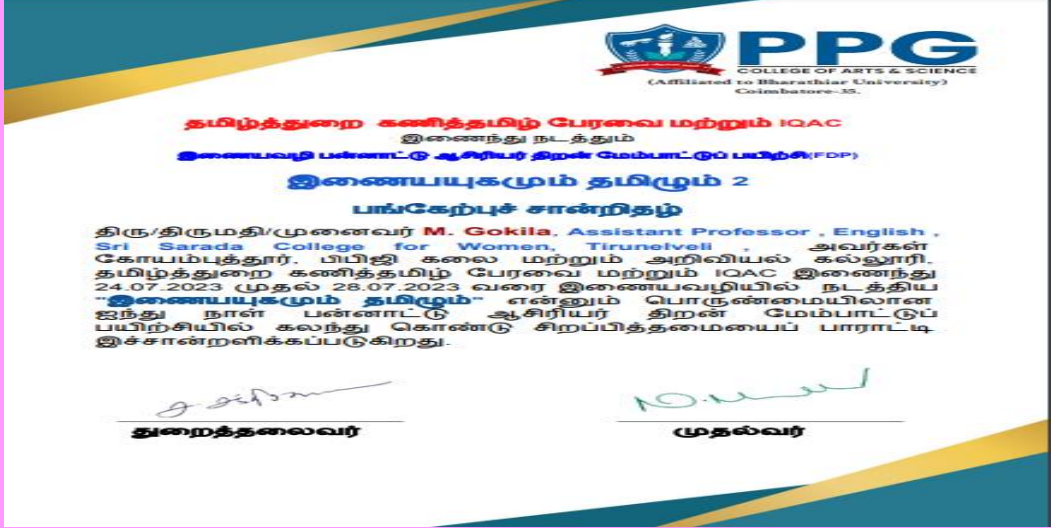 PPG
COLLEGE OF ARTS & SCIENCE
(Affiliated to Bharathiar University)
Coimbatore-35.
தமிழ்த்துறை கணித்தமிழ் பேரவை மற்றும் IQAC
இணைந்து நடத்தும்
இணையவழி பன்னாட்டு ஆசிரியர் திறன் மேம்பாட்டுப் பயிற்சி(FDP)
இணையயுகமும் தமிழும் 2
பங்கேற்புச் சான்றிதழ்
திரு/திருமதி/முனைவர் M. Gokila, Assistant Professor , English ,
Sri Sarada College for Women, Tirunelveli , அவர்கள்
கோயம்புத்தூர், பிபிஜி கலை மற்றும் அறிவியல் கல்லூரி,
தமிழ்த்துறை கணித்தமிழ் பேரவை மற்றும் IQAC இணைந்து
24.07.2023 முதல் 28.07.2023 வரை இணையவழியில் நடத்திய
"இணையயுகமும் தமிழும்" என்னும் பொருண்மையிலான
ஐந்து நாள் பன்னாட்டு ஆசிரியர் திறன் மேம்பாட்டுப்
பயிற்சியில் கலந்து கொண்டு சிறப்பித்தமையைப் பாராட்டி
இச்சான்றளிக்கப்படுகிறது.
துறைத்தலைவர்
முதல்வர்